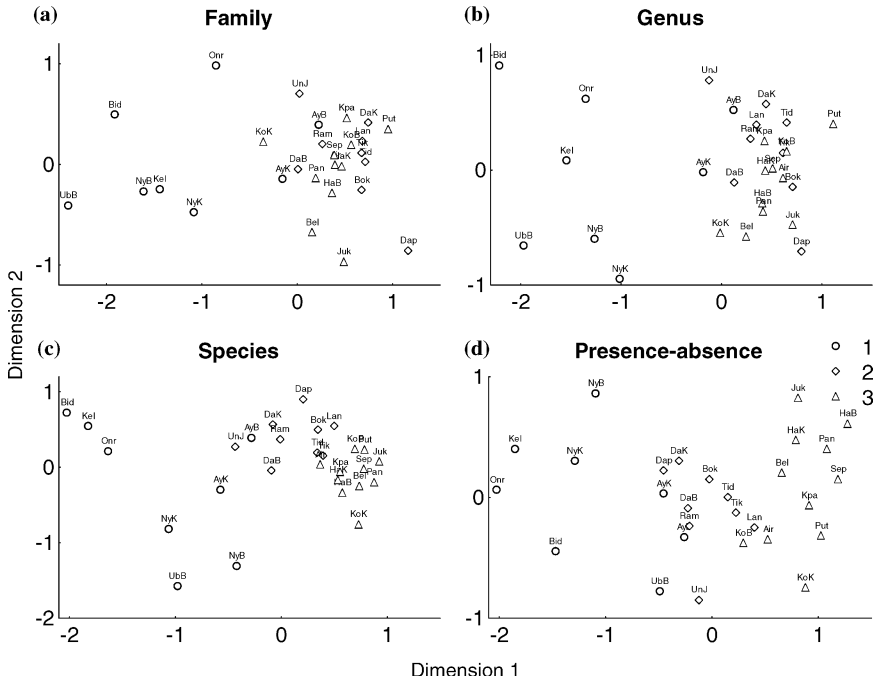 (a) Family
(b) Genus
1
0
-1
-2
-1
0
1
Onr
Bid
UnJ
AyB
Kpa
DaK
Put
KoK
Ram
KoB
Lan
Sep
DaB
AyK
Pan
HaB
Bok
UbB
NyB
Kel
NyK
Bel
Juk
Dap
1
0
-1
-2
-1
0
1
Bid
Onr
UnJ
DaK
AyB
Lan
Tid
Put
Ram
Kpa
KoB
Kel
AyK
HaK
Sep
Air
DaB
Bok
HaB
Pan
UbB
NyB
KoK
Bel
Juk
Dap
NyK
Dimension 2
(c) Species
(d) Presence-absence
1
2
3
1
0
-1
-2
-2
-1
0
1
Bid
Kel
Onr
Dap
DaK
AyB
UnJ
Ram
Bok
Lan
Tid
Tik
KoB
Put
Juk
DaB
Kpa
Sep
Bel
Pan
AyK
NyK
KoK
NyB
UbB
1
0
-1
-2
-1
0
1
NyB
Juk
HaB
Kel
NyK
Dap
DaK
HaK
Pan
Onr
AyK
Bok
Bel
Sep
DaB
Tid
Ram
Tik
Kpa
Lan
KoB
Air
Put
Bid
UbB
UnJ
KoK
Dimension 1